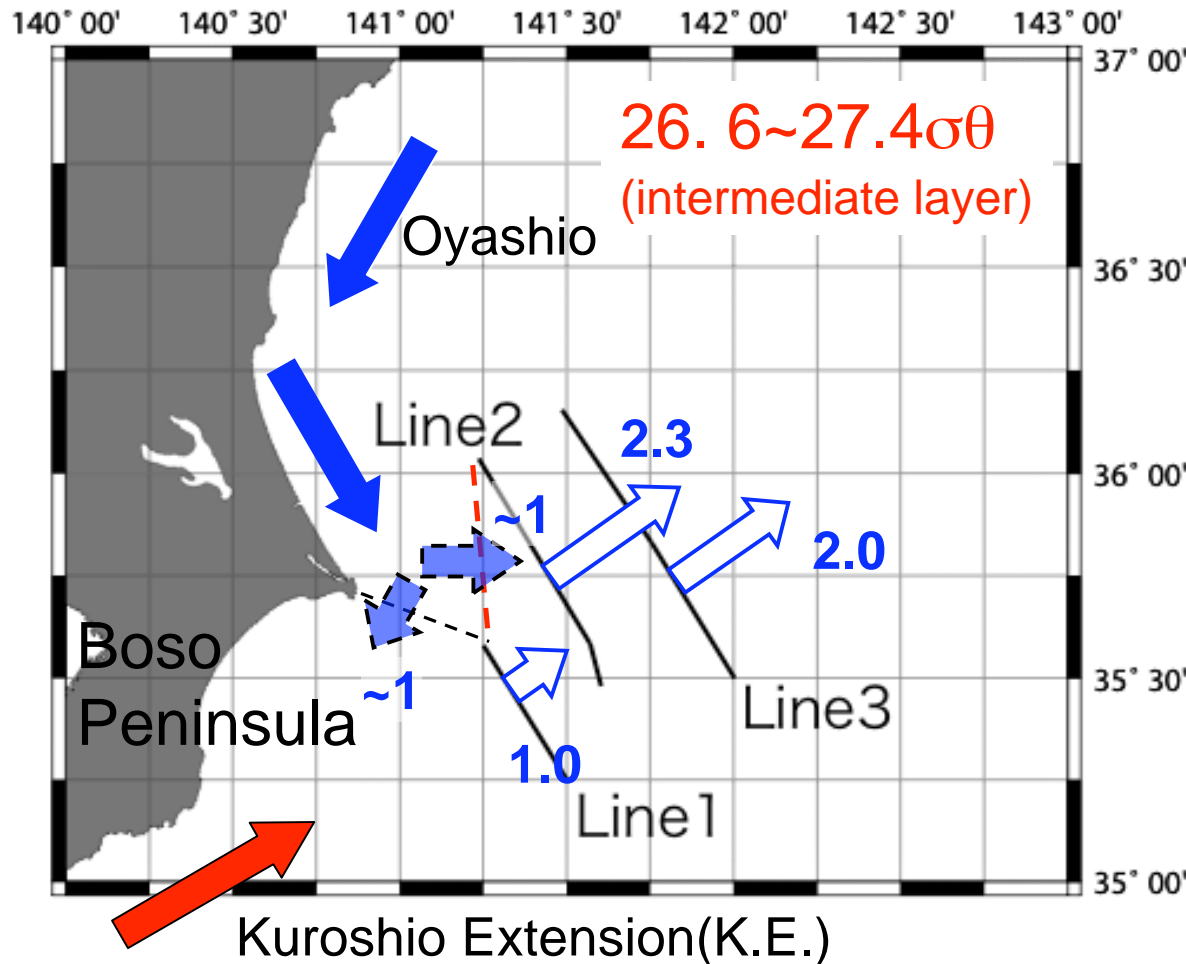 140° 00' 140° 30' 141° 00' 141° 30' 142° 00' 142° 30' 143° 00'
37° 00'
26. 6~27.4σθ
(intermediate layer)
Oyashio
36° 30'
Line2
2.3
36° 00'
~1
2.0
Boso
Peninsula
~1
35° 30'
Line3
1.0
Line1
35° 00'
Kuroshio Extension(K.E.)